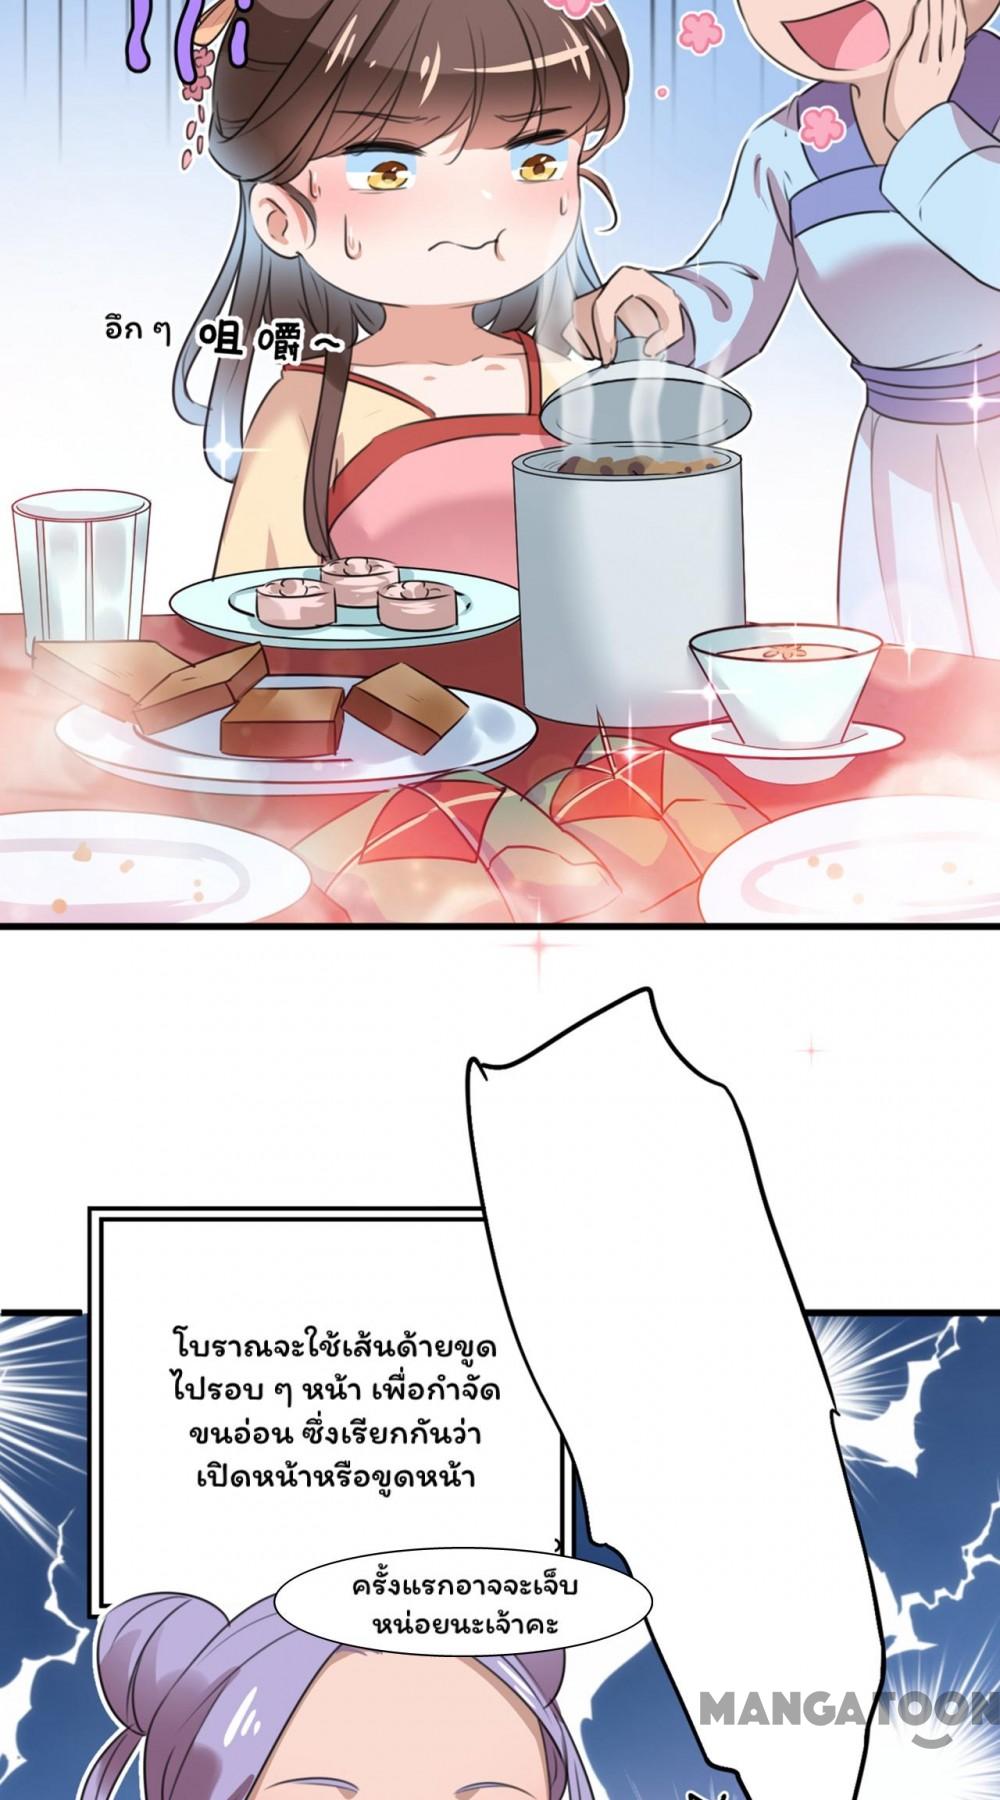 อึก ๆ 咀嚼~
โบราณจะใช้เส้นด้ายขูด
ไปรอบ ๆ หน้า เพื่อกำจัด
ขนอ่อน ซึ่งเรียกกันว่า
เปิดหน้าหรือขูดหน้า
ครั้งแรกอาจจะเจ็บ
หน่อยนะเจ้าคะ
MANGATOON